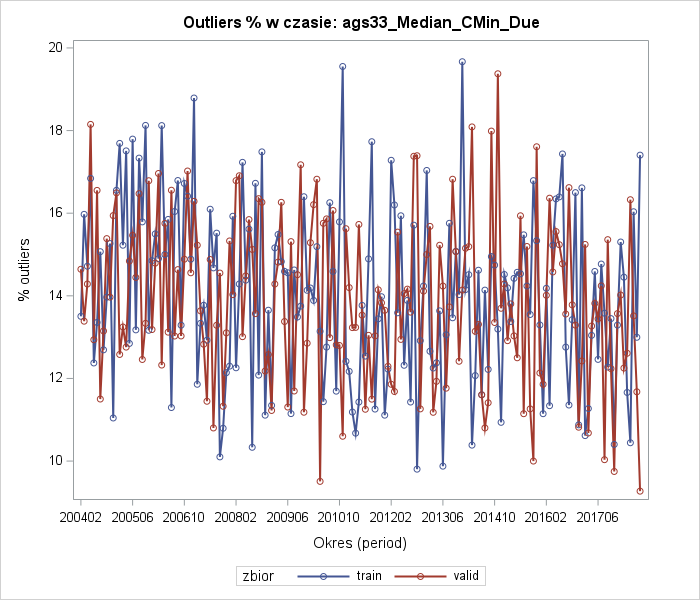 Outliers % w czasie: ags33_Median_CMin_Due
% outliers
20
18
16
14
12
10
200402 200506 200610 200802 200906 201010 201202 201306 201410 201602 201706
Okres (period)
zbior train valid